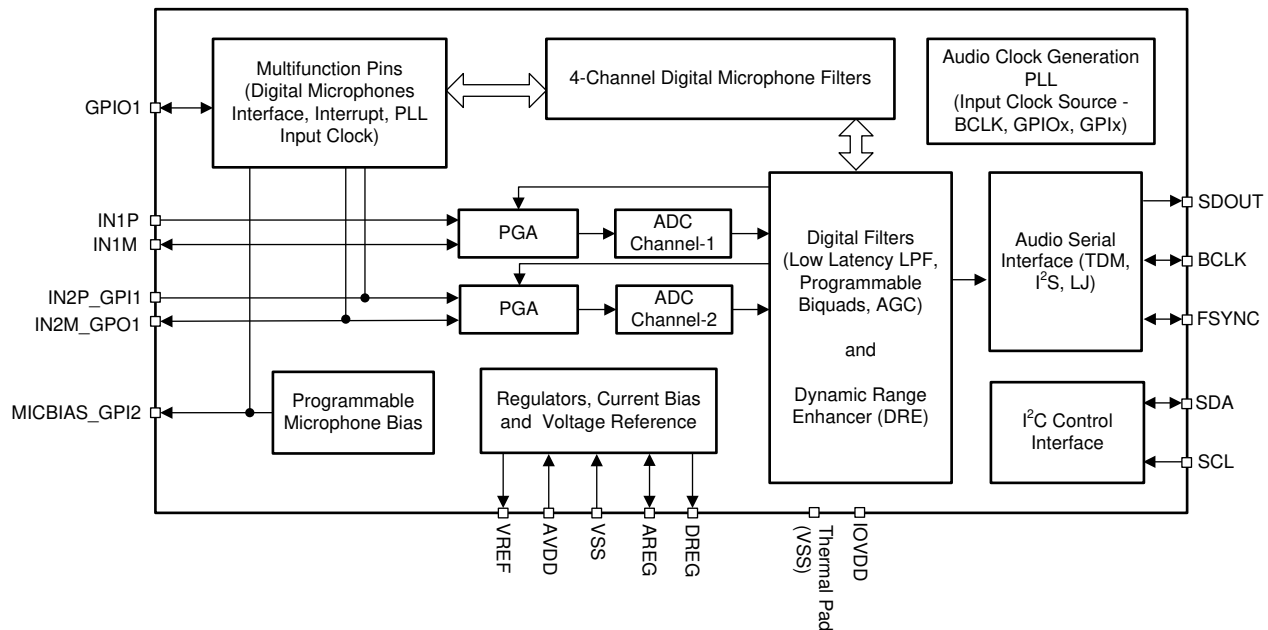 Multifunction Pins
(Digital Microphones
Interface, Interrupt, PLL
Input Clock)
4-Channel Digital Microphone Filters
Audio Clock Generation
PLL
(Input Clock Source -
BCLK, GPIOx, GPIx)
GPIO1
IN1P
IN1M
IN2P_GPI1
IN2M_GPO1
MICBIAS_GPI2
PGA
ADC
Channel-1
PGA
ADC
Channel-2
Digital Filters
(Low Latency LPF,
Programmable
Biquads, AGC)
and
Dynamic Range
Enhancer (DRE)
Audio Serial
Interface (TDM,
I²S, LJ)
SDOUT
BCLK
FSYNC
Programmable
Microphone Bias
Regulators, Current Bias
and Voltage Reference
I²C Control
Interface
SDA
SCL
VREF
AVDD
VSS
AREG
DREG
Thermal Pad
(VSS)
IOVDD